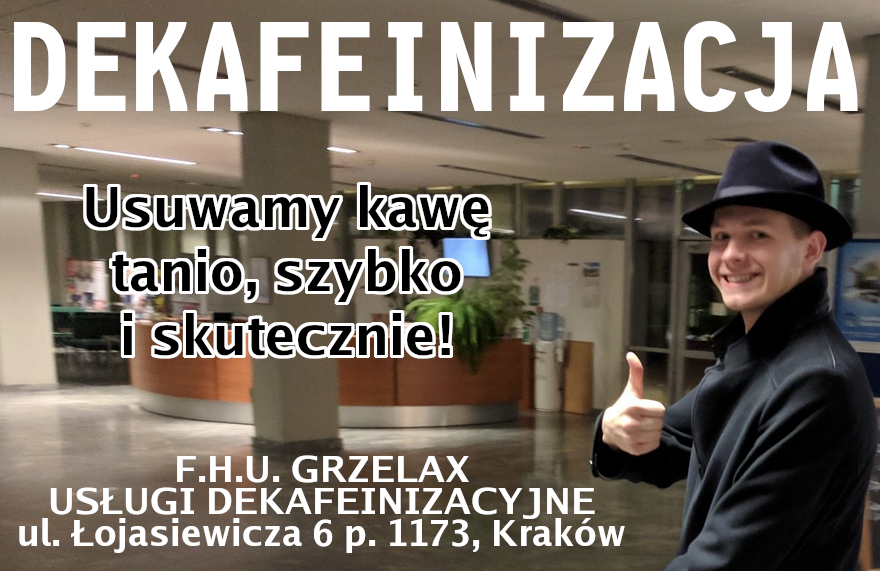 DEKAFEINIZACJA
Usuwamy kawę
tanio, szybko
i skutecznie!
F.H.U. GRZELAX
USŁUGI DEKAFEINIZACYJNE
ul. Łojasiewicza 6 p. 1173, Kraków